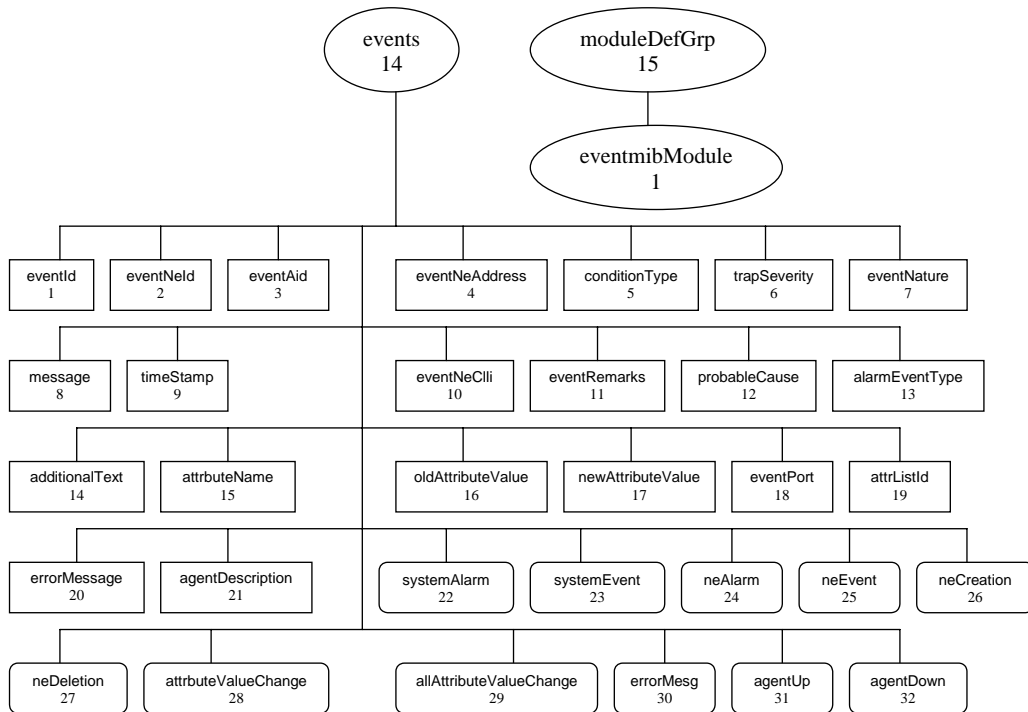 events
14
moduleDefGrp
15
eventmibModule
1
eventId
1
eventNeId
2
eventAid
3
eventNeAddress
4
conditionType
5
trapSeverity
6
eventNature
7
message
8
timeStamp
9
eventNeClli
10
eventRemarks
11
probableCause
12
alarmEventType
13
additionalText
14
attrbuteName
15
oldAttributeValue
16
newAttributeValue
17
eventPort
18
attrListId
19
errorMessage
20
agentDescription
21
systemAlarm
22
systemEvent
23
neAlarm
24
neEvent
25
neCreation
26
neDeletion
27
attrbuteValueChange
28
allAttributeValueChange
29
errorMesg
30
agentUp
31
agentDown
32